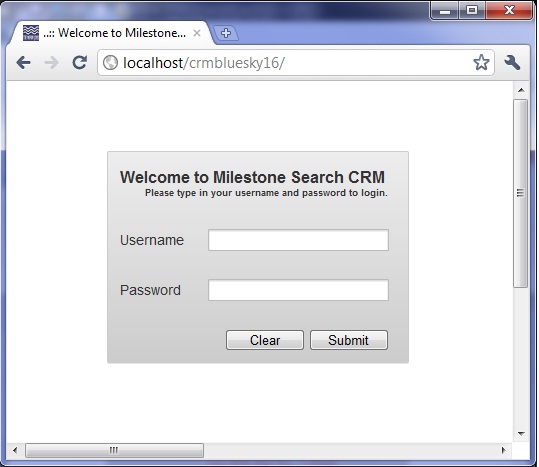 ..:: Welcome to Milestone...
localhost/crmbluesky16/
Welcome to Milestone Search CRM
Please type in your username and password to login.
Username
Password
Clear
Submit